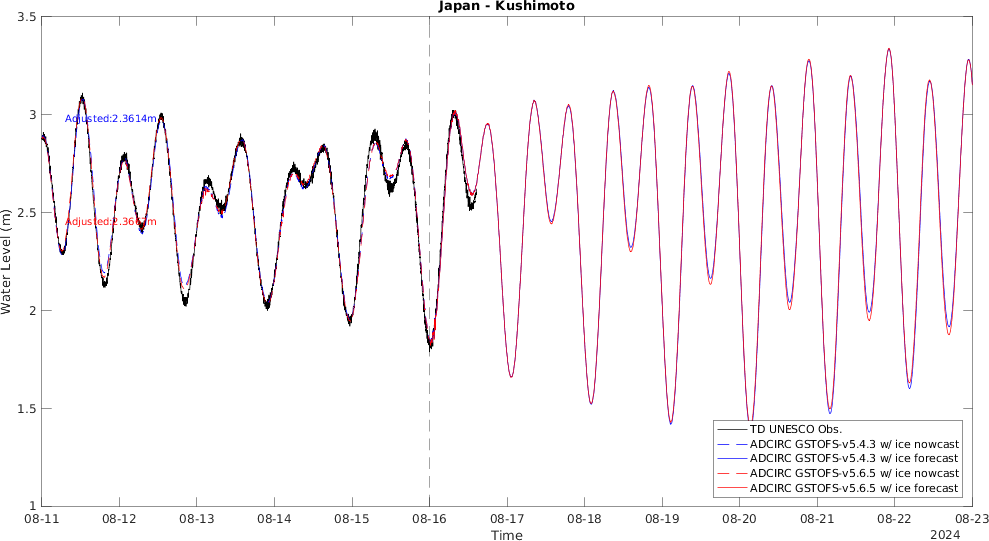 Japan - Kushimoto
3.5
3
2.5
2
1.5
1
Water Level (m)
Adjusted:2.3614m
Adjusted:2.3667m
TD UNESCO Obs.
ADCIRC GSTOFS-v5.4.3 w/ ice nowcast
ADCIRC GSTOFS-v5.4.3 w/ ice forecast
ADCIRC GSTOFS-v5.6.5 w/ ice nowcast
ADCIRC GSTOFS-v5.6.5 w/ ice forecast
08-11 08-12 08-13 08-14 08-15 08-16 08-17 08-18 08-19 08-20 08-21 08-22 08-23
Time
2024